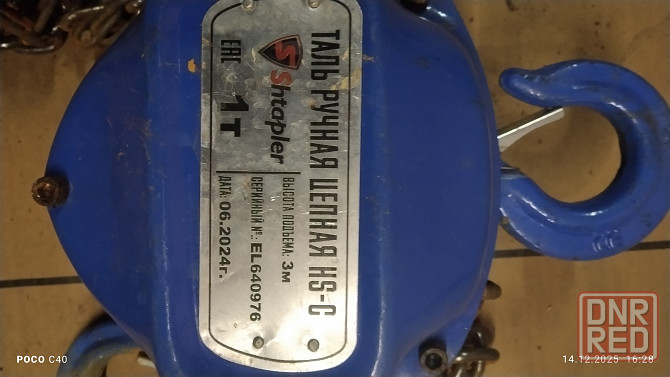 ТАЛЬ РУЧНАЯ ЦЕПНАЯ HS-C
Shtapler
ЕАС 1т
ВЫСОТА ПОДЪЕМА: 3м
СЕРИЙНЫЙ №: EL640976
ДАТА: 06.2024г.
POCO C40
14.12.2025 16:28
DNR
RED